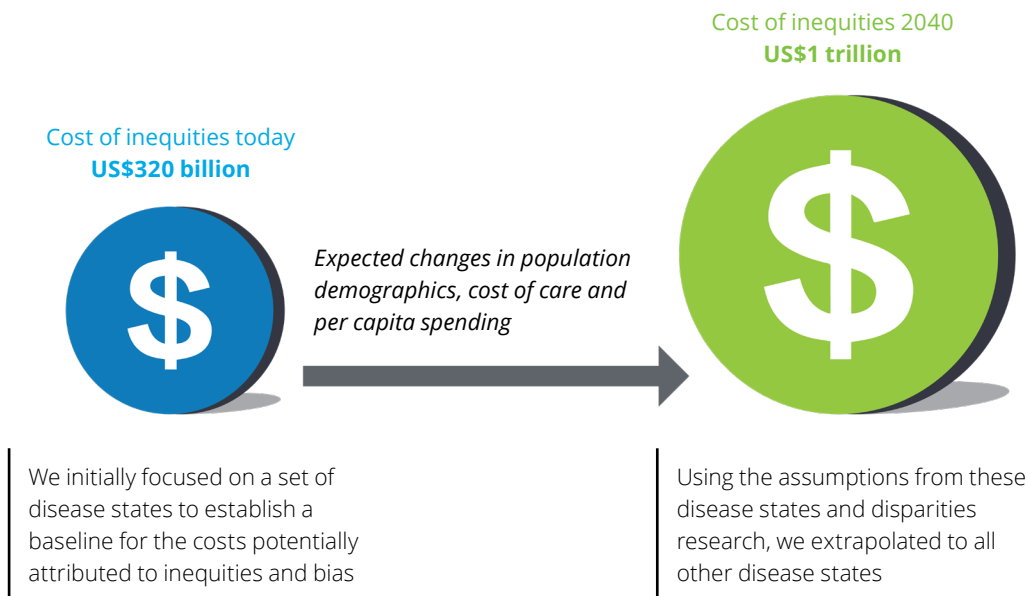 Cost of inequities 2040
US$1 trillion
Cost of inequities today
US$320 billion
$
$
Expected changes in population
demographics, cost of care and
per capita spending
We initially focused on a set of
disease states to establish a
baseline for the costs potentially
attributed to inequities and bias
Using the assumptions from these
disease states and disparities
research, we extrapolated to all
other disease states